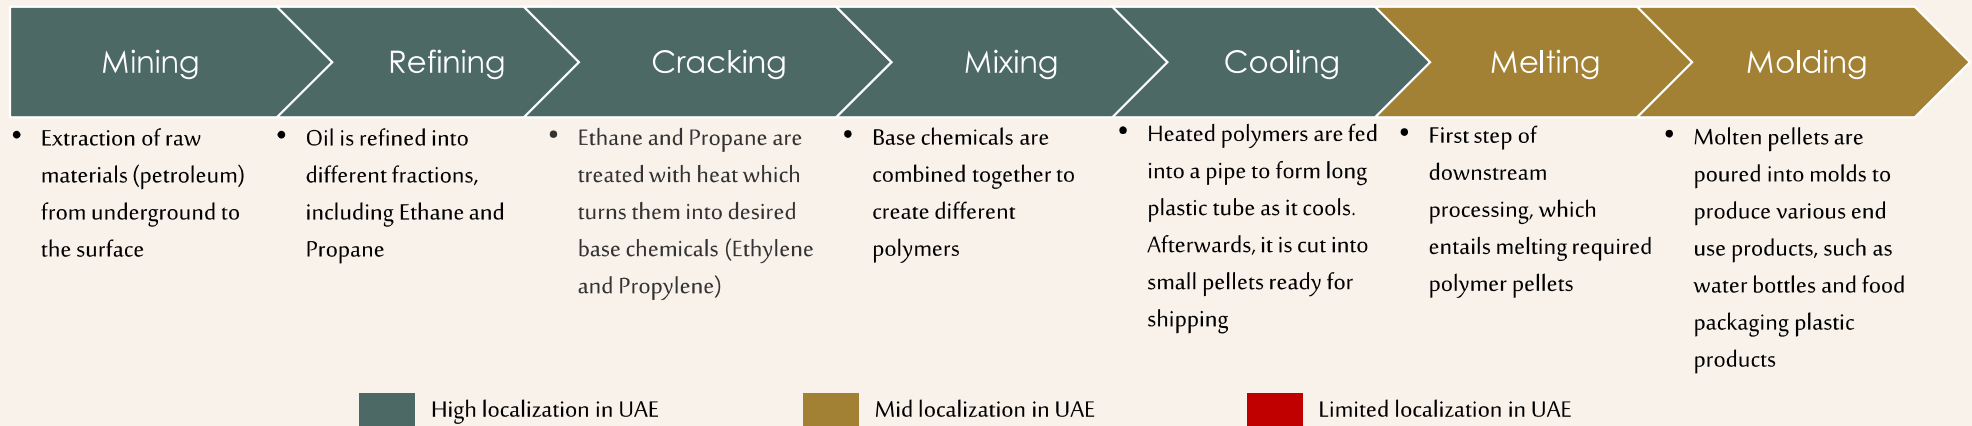 Mining
Refining
Cracking
Mixing
Cooling
Melting
Molding
• Extraction of raw
materials (petroleum)
from underground to
the surface
• Oil is refined into
different fractions,
including Ethane and
Propane
• Ethane and Propane are
treated with heat which
turns them into desired
base chemicals (Ethylene
and Propylene)
• Base chemicals are
combined together to
create different
polymers
• Heated polymers are fed
into a pipe to form long
plastic tube as it cools.
Afterwards, it is cut into
small pellets ready for
shipping
• First step of
downstream
processing, which
entails melting required
polymer pellets
• Molten pellets are
poured into molds to
produce various end
use products, such as
water bottles and food
packaging plastic
products
High localization in UAE
Mid localization in UAE
Limited localization in UAE